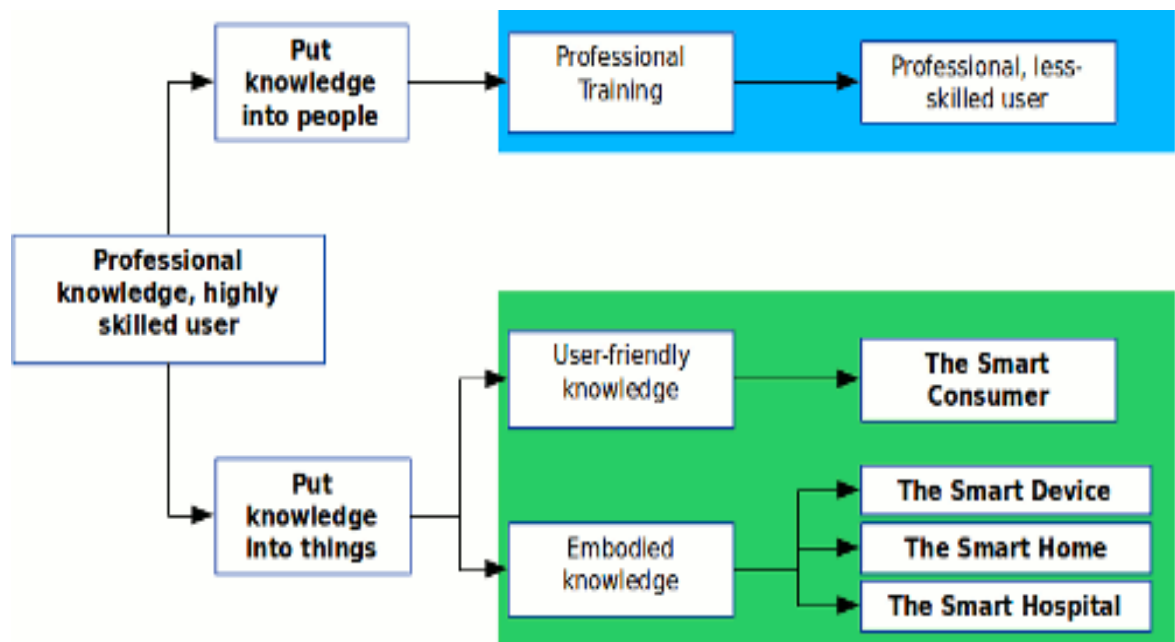 Put
knowledge
into people
Professional
Training
Professional, less-
skilled user
Professional
knowledge, highly
skilled user
User-friendly
knowledge
The Smart
Consumer
Put
knowledge
into things
Embodied
knowledge
The Smart Device
The Smart Home
The Smart Hospital